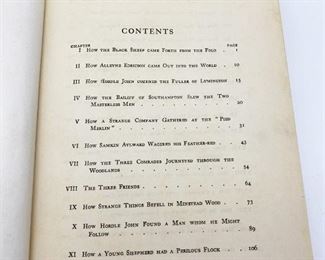 CONTENTS
CHAPTER PAGE
I How the Black Sheep came Forth from the Fold . 1
II How Alleyne Edricson came Out into the World . 10
III How Hordle John cozened the Fuller of Lymington . 15
IV How the Bailiff of Southampton Slew the Two
Masterless Men . . . . . 20
V How a Strange Company Gathered at the "Pied
Merlin" . . . . . 31
VI How Samkin Aylward Wagered his Feather-bed . 43
VII How the Three Comrades Journeyed through the
Woodlands . . . . . 54
VIII The Three Friends . . . . . 64
IX How Strange Things Befell in Minstead Wood . 73
X How Hordle John Found a Man whom he Might
Follow . . . . . 89
XI How a Young Shepherd had a Perilous Flock . 106